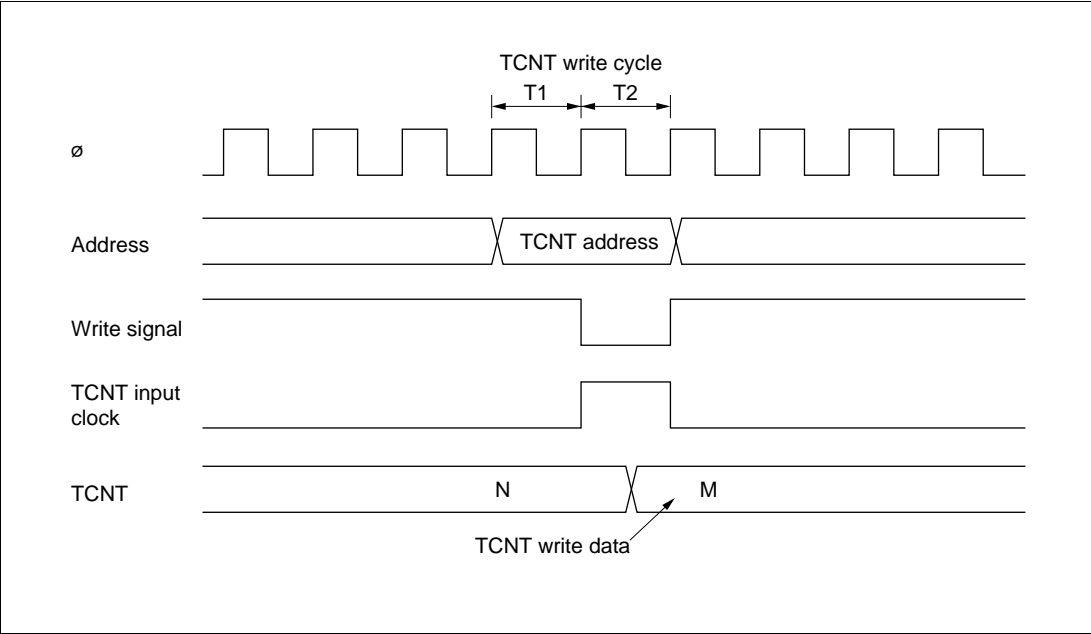 TCNT write cycle
T1 T2
ø
Address
TCNT address
Write signal
TCNT input
clock
TCNT
N
M
TCNT write data